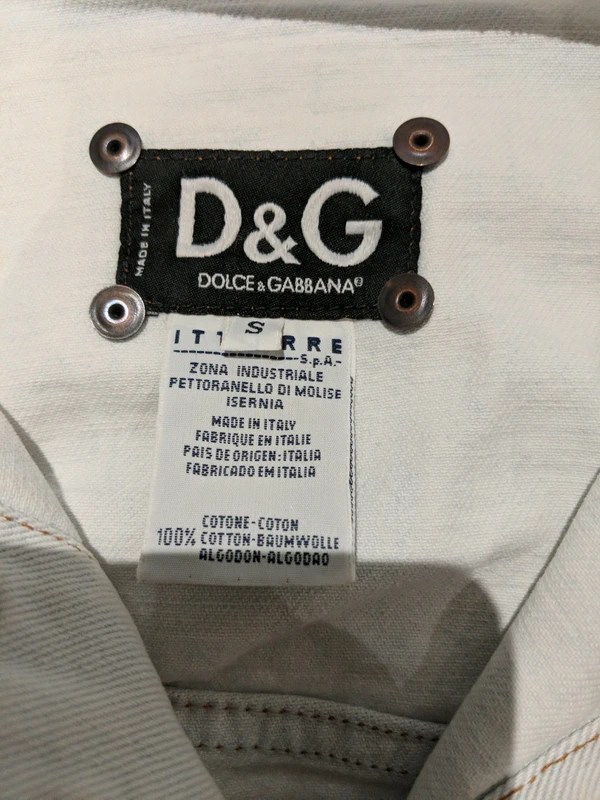 MADE IN ITALY
D&G
DOLCE & GABBANA®
S
ITT RRE
S.p.A.
ZONA INDUSTRIALE
PETTORANELLO DI MOLISE
ISERNIA
MADE IN ITALY
FABRIQUE EN ITALIE
PAIS DE ORIGEN:ITALIA
FABRICADO EM ITALIA
COTONE-COTON
100% COTTON-BAUMWOLLE
ALGODON-ALGODAO